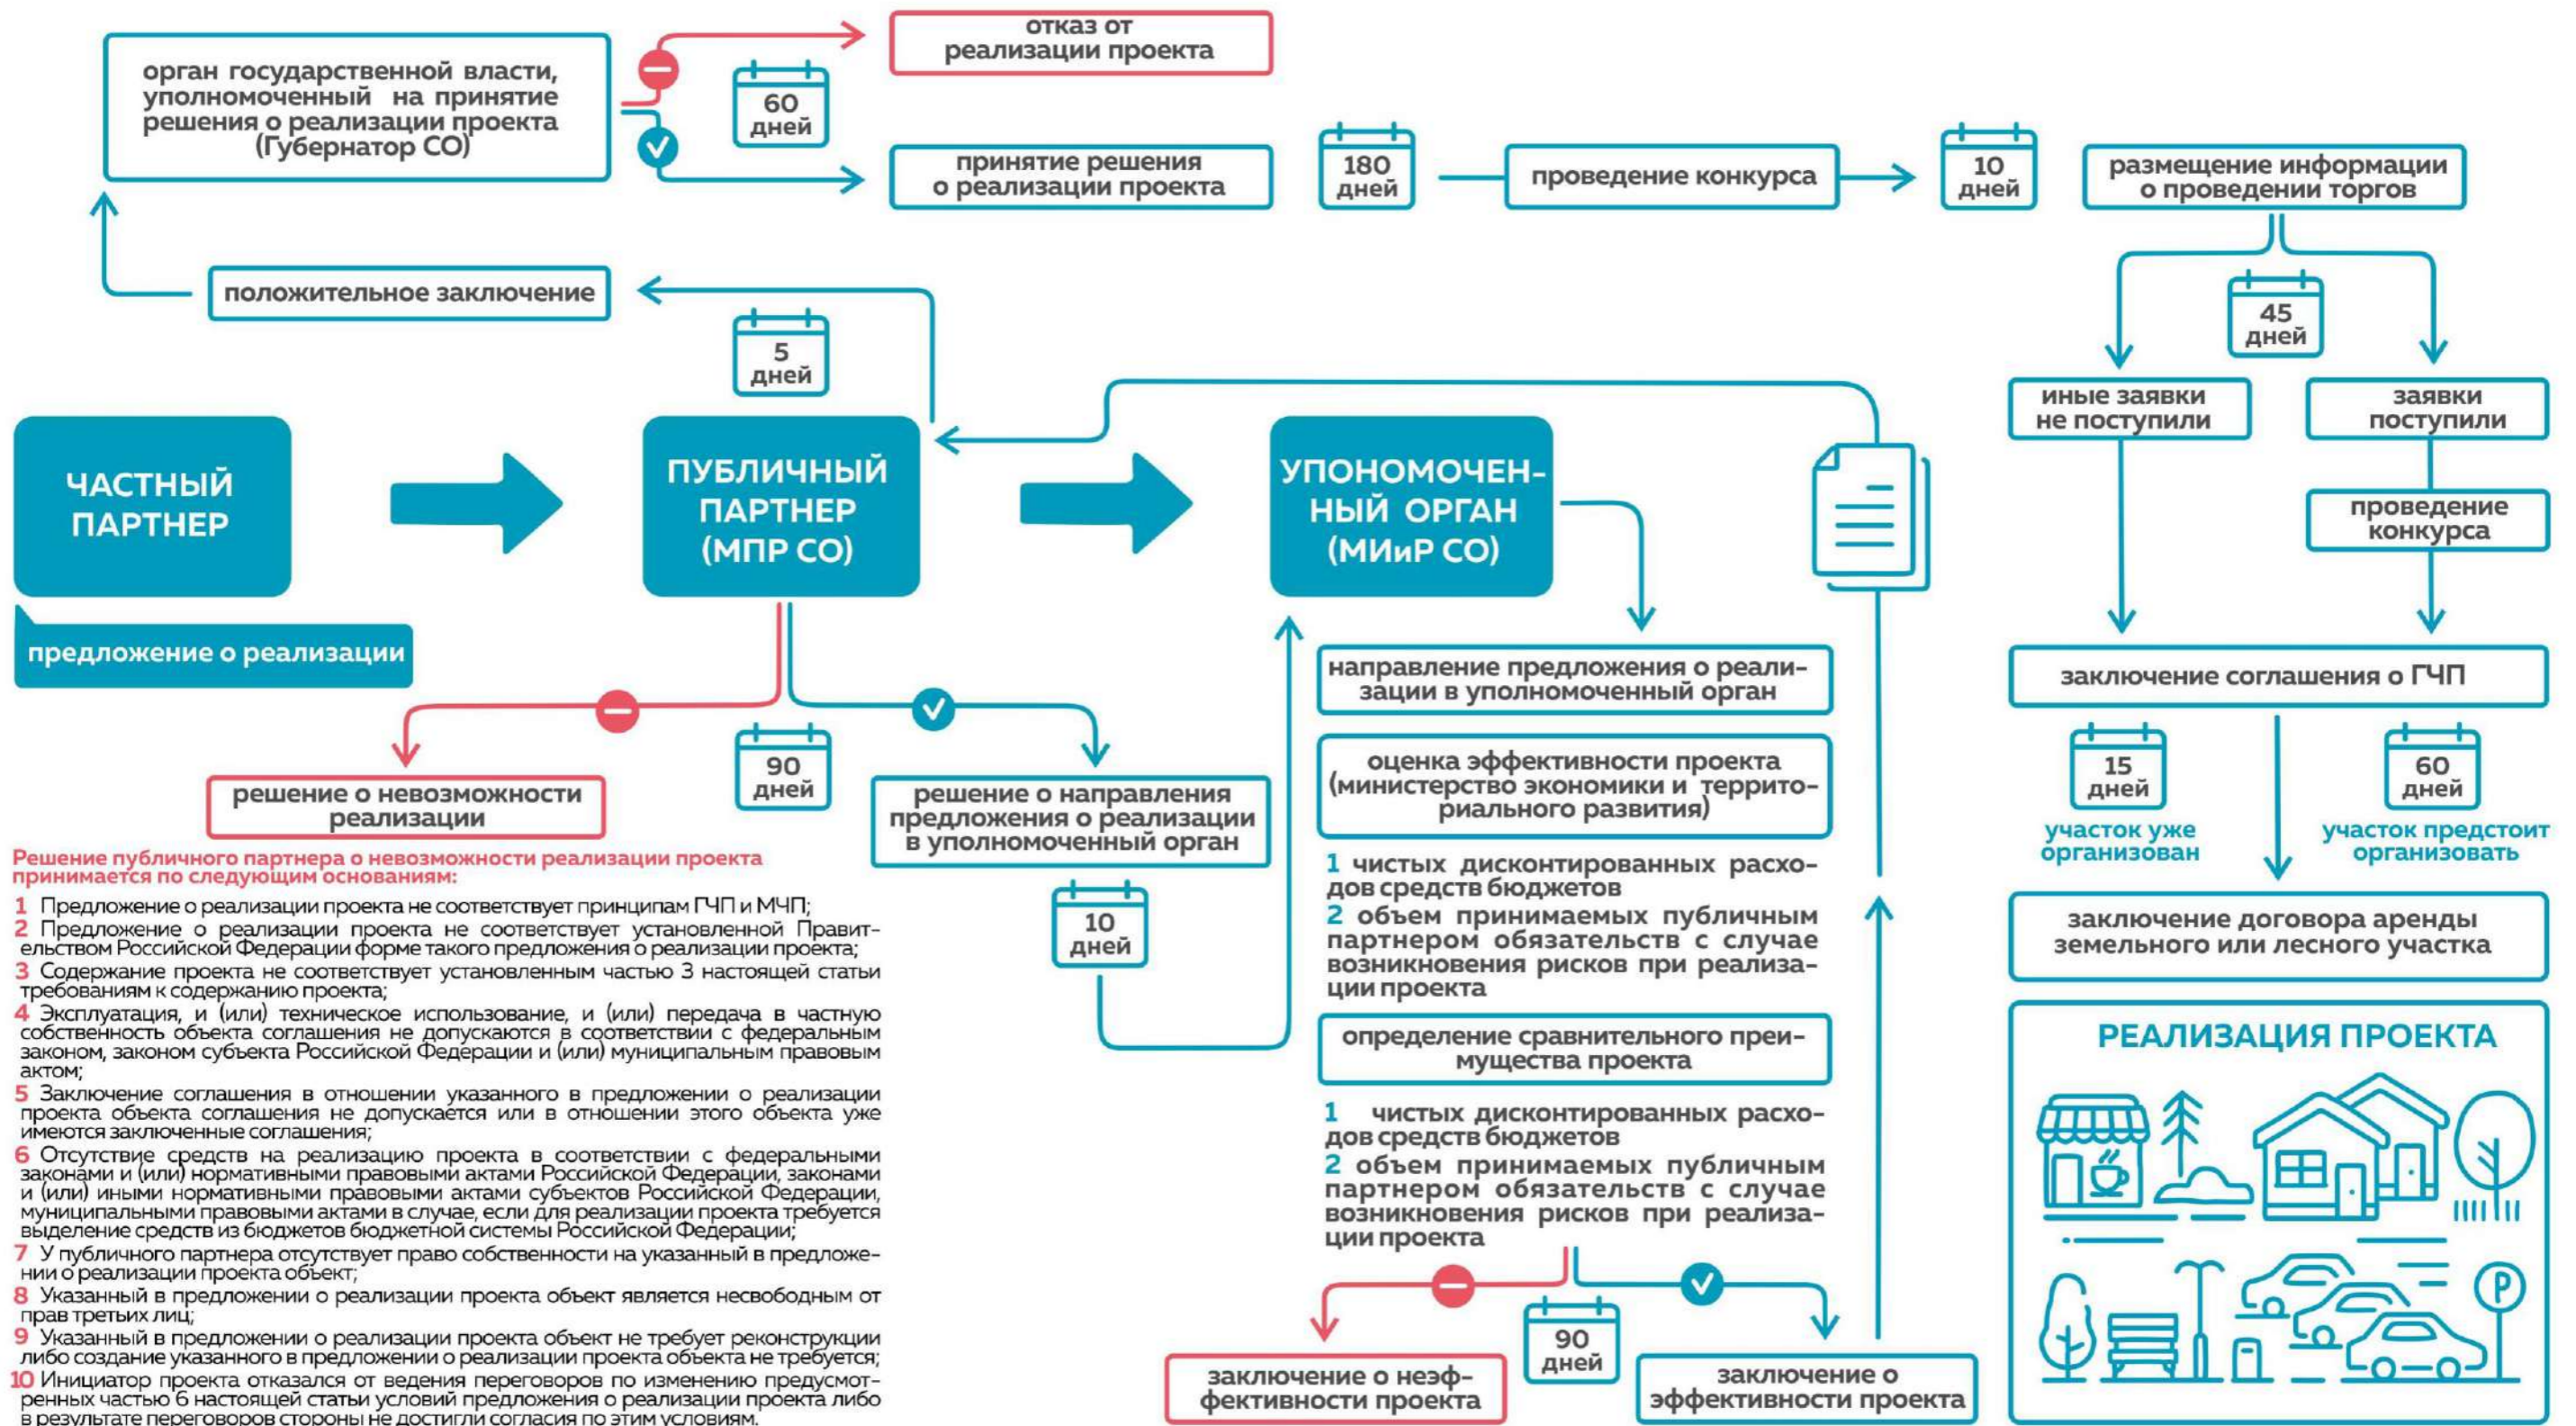 орган государственной власти,
уполномоченный на принятие
решения о реализации проекта
(Губернатор СО)
отказ от
реализации проекта
60
дней
принятие решения
о реализации проекта
180
дней
проведение конкурса
10
дней
размещение информации
о проведении торгов
положительное заключение
5
дней
45
дней
иные заявки
не поступили
заявки
поступили
проведение
конкурса
ЧАСТНЫЙ
ПАРТНЕР
предложение о реализации
ПУБЛИЧНЫЙ
ПАРТНЕР
(МПР СО)
УПОНОМОЧЕН-
НЫЙ ОРГАН
(МИиР СО)
90
дней
решение о невозможности
реализации
решение о направления
предложения о реализации
в уполномоченный орган
10
дней
Решение публичного партнера о невозможности реализации проекта
принимается по следующим основаниям:
1 Предложение о реализации проекта не соответствует принципам ГЧП и МЧП;
2 Предложение о реализации проекта не соответствует установленной Правит-
ельством Российской Федерации форме такого предложения о реализации проекта;
3 Содержание проекта не соответствует установленным частью 3 настоящей статьи
требованиям к содержанию проекта;
4 Эксплуатация, и (или) техническое использование, и (или) передача в частную
собственность объекта соглашения не допускаются в соответствии с федеральным
законом, законом субъекта Российской Федерации и (или) муниципальным правовым
актом;
5 Заключение соглашения в отношении указанного в предложении о реализации
проекта объекта соглашения не допускается или в отношении этого объекта уже
имеются заключенные соглашения;
6 Отсутствие средств на реализацию проекта в соответствии с федеральными
законами и (или) нормативными правовыми актами Российской Федерации, законами
и (или) иными нормативными правовыми актами субъектов Российской Федерации,
муниципальными правовыми актами в случае, если для реализации проекта требуется
выделение средств из бюджетов бюджетной системы Российской Федерации;
7 У публичного партнера отсутствует право собственности на указанный в предложе-
нии о реализации проекта объект;
8 Указанный в предложении о реализации проекта объект является несвободным от
прав третьих лиц;
9 Указанный в предложении о реализации проекта объект не требует реконструкции
либо создание указанного в предложении о реализации проекта объекта не требуется;
10 Инициатор проекта отказался от ведения переговоров по изменению предусмот-
ренных частью 6 настоящей статьи условий предложения о реализации проекта либо
в результате переговоров стороны не достигли согласия по этим условиям.
направление предложения о реали-
зации в уполномоченный орган
оценка эффективности проекта
(министерство экономики и террито-
риального развития)
1 чистых дисконтированных расхо-
дов средств бюджетов
2 объем принимаемых публичным
партнером обязательств с случае
возникновения рисков при реализа-
ции проекта
определение сравнительного преи-
мущества проекта
1 чистых дисконтированных расхо-
дов средств бюджетов
2 объем принимаемых публичным
партнером обязательств с случае
возникновения рисков при реализа-
ции проекта
90
дней
заключение о неэф-
фективности проекта
заключение о
эффективности проекта
заключение соглашения о ГЧП
15
дней
участок уже
организован
60
дней
участок предстоит
организовать
заключение договора аренды
земельного или лесного участка
РЕАЛИЗАЦИЯ ПРОЕКТА
P